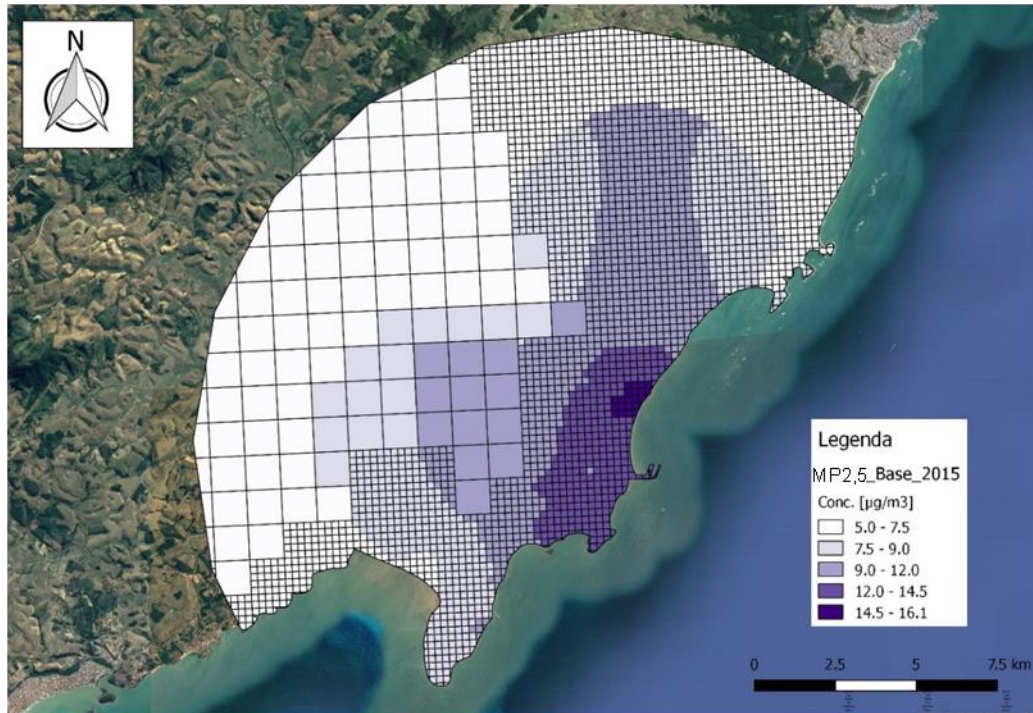 N
Legenda
MP2,5_Base_2015
Conc. [µg/m3]
5.0 - 7.5
7.5 - 9.0
9.0 - 12.0
12.0 - 14.5
14.5 - 16.1
0 2.5 5 7.5 km